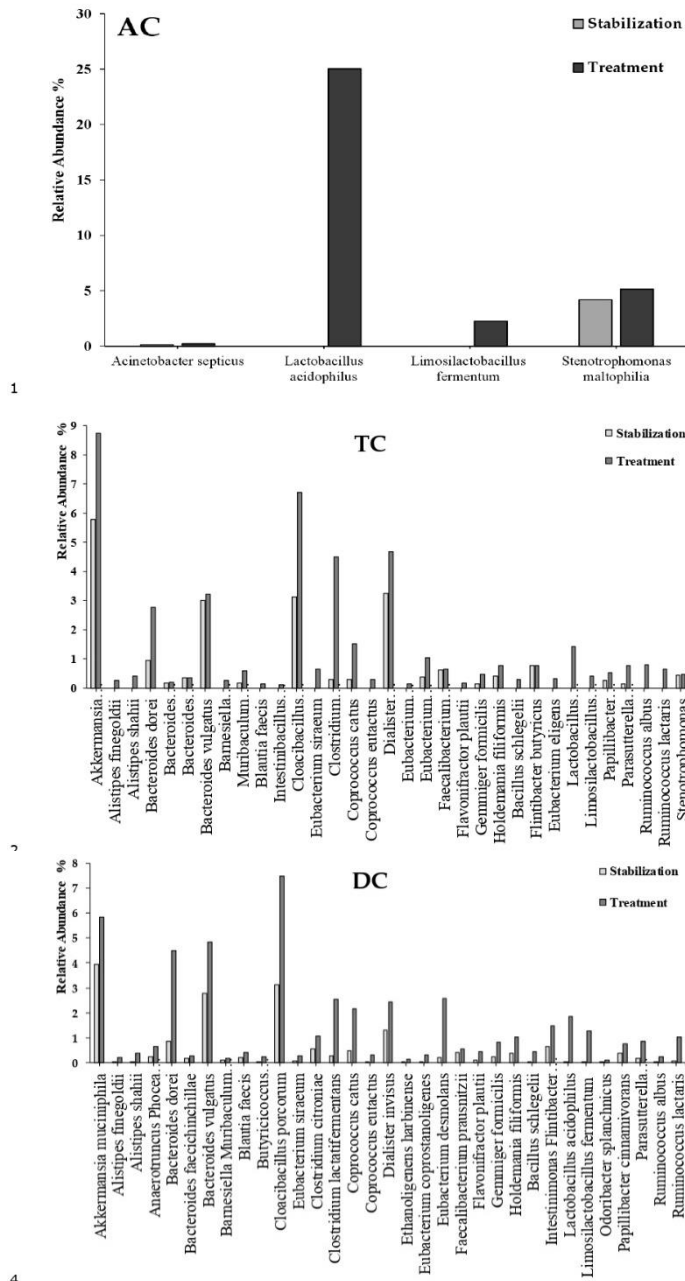 AC
Stabilization
Treatment
Relative Abundance %
30
25
20
15
10
5
0
Acinetobacter septicus
Lactobacillus
acidophilus
Limosilactobacillus
fermentum
Stenotrophomonas
maltophilia
1
TC
Stabilization
Treatment
Relative Abundance %
9
8
7
6
5
4
3
2
1
0
Akkermansia...
Alistipes finegoldii
Alistipes shahii
Bacteroides dorei
Bacteroides...
Bacteroides...
Bacteroides vulgatus
Barnesiella...
Muribaculum...
Blautia faecis
Intestinibacillus...
Cloacibacillus...
Eubacterium siraeum
Clostridium...
Coprococcus catus
Coprococcus eutactus
Dialister...
Eubacterium...
Eubacterium...
Faecalibacterium...
Flavonifractor plautii
Gemmiger formicilis
Holdemania filiformis
Bacillus schlegelii
Flintibacter butyricus
Eubacterium eligens
Lactobacillus...
Limosilactobacillus...
Papillibacter...
Parasutterella...
Ruminococcus albus
Ruminococcus lactaris
Stenotrophomonas...
DC
Stabilization
Treatment
Relative Abundance %
8
7
6
5
4
3
2
1
0
Akkermansia muciniphila
Alistipes finegoldii
Alistipes shahii
Anaerotruncus Phocea...
Bacteroides dorei
Bacteroides faecichinchillae
Bacteroides vulgatus
Barnesiella Muribaculum...
Blautia faecis
Butyricicoccus...
Cloacibacillus porcorum
Eubacterium siraeum
Clostridium citroniae
Clostridium lactatifermentans
Coprococcus catus
Coprococcus eutactus
Dialister invisus
Ethanoligenens harbinense
Eubacterium coprostanoligenes
Eubacterium desmolans
Faecalibacterium prausnitzii
Flavonifractor plautii
Gemmiger formicilis
Holdemania filiformis
Bacillus schlegelii
Intestinimonas Flintibacter...
Lactobacillus acidophilus
Limosilactobacillus fermentum
Odoribacter splanchnicus
Papillibacter cinnamivorans
Parasutterella...
Ruminococcus albus
Ruminococcus lactaris
4